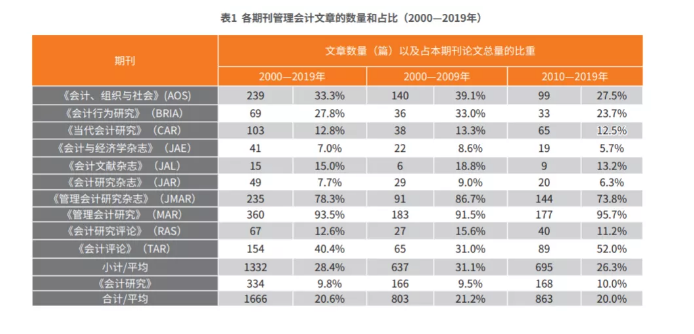 表1 各期刊管理会计文章的数量和占比（2000—2019年）
期刊 文章数量（篇）以及占本期刊论文总量的比重
2000—2019年 2000—2009年 2010—2019年
《会计、组织与社会》(AOS) 239 33.3% 140 39.1% 99 27.5%
《会计行为研究》（BRIA） 69 27.8% 36 33.0% 33 23.7%
《当代会计研究》（CAR） 103 12.8% 38 13.3% 65 12.5%
《会计与经济学杂志》（JAE） 41 7.0% 22 8.6% 19 5.7%
《会计文献杂志》（JAL） 15 15.0% 6 18.8% 9 13.2%
《会计研究杂志》（JAR） 49 7.7% 29 9.0% 20 6.3%
《管理会计研究杂志》（JMAR） 235 78.3% 91 86.7% 144 73.8%
《管理会计研究》（MAR） 360 93.5% 183 91.5% 177 95.7%
《会计研究评论》（RAS） 67 12.6% 27 15.6% 40 11.2%
《会计评论》（TAR） 154 40.4% 65 31.0% 89 52.0%
小计/平均 1332 28.4% 637 31.1% 695 26.3%
《会计研究》 334 9.8% 166 9.5% 168 10.0%
合计/平均 1666 20.6% 803 21.2% 863 20.0%